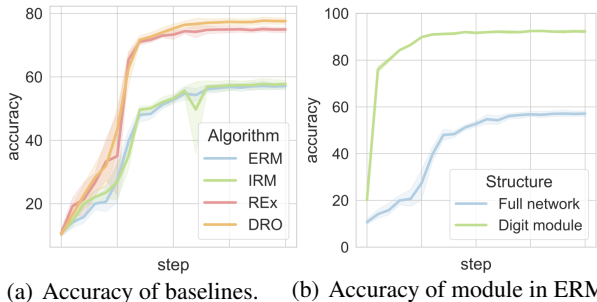 80
60
40
20
accuracy
step
Algorithm
ERM
IRM
REx
DRO
(a) Accuracy of baselines.
100
80
60
40
20
0
accuracy
step
Structure
Full network
Digit module
(b) Accuracy of module in ERM